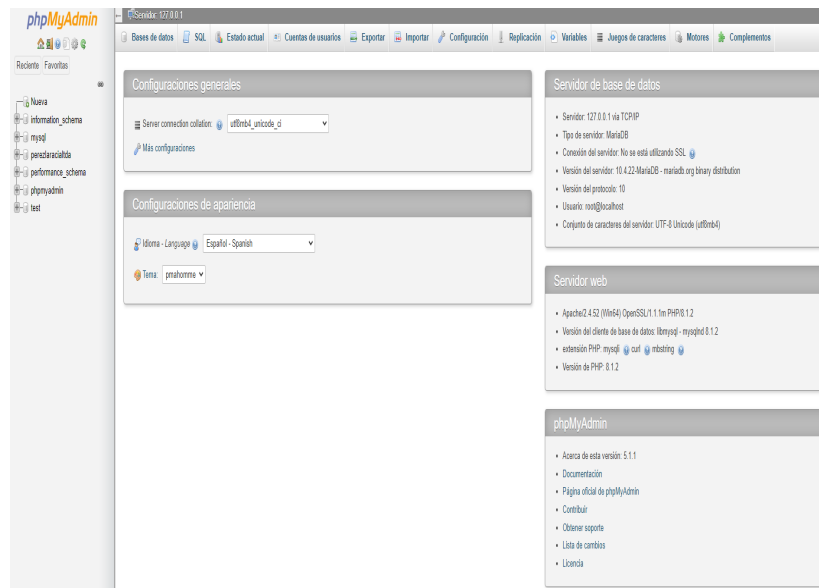 phpMyAdmin
Reciente Favoritas
Nueva
information_schema
mysql
perezlaracialtda
performance_schema
phpmyadmin
test
Servidor: 127.0.0.1
Bases de datos SQL Estado actual Cuentas de usuarios Exportar Importar Configuración Replicación Variables Juegos de caracteres Motores Complementos
Configuraciones generales
Server connection collation: utf8mb4_unicode_ci
Más configuraciones
Configuraciones de apariencia
Idioma - Language Español - Spanish
Tema: pmahomme
Servidor de base de datos
• Servidor: 127.0.0.1 via TCP/IP
• Tipo de servidor: MariaDB
• Conexión del servidor: No se está utilizando SSL
• Versión del servidor: 10.4.22-MariaDB - mariadb.org binary distribution
• Versión del protocolo: 10
• Usuario: root@localhost
• Conjunto de caracteres del servidor: UTF-8 Unicode (utf8mb4)
Servidor web
• Apache/2.4.52 (Win64) OpenSSL/1.1.1m PHP/8.1.2
• Versión del cliente de base de datos: libmysql - mysqlnd 8.1.2
• extensión PHP: mysqli curl mbstring
• Versión de PHP: 8.1.2
phpMyAdmin
• Acerca de esta versión: 5.1.1
• Documentación
• Página oficial de phpMyAdmin
• Contribuir
• Obtener soporte
• Lista de cambios
• Licencia